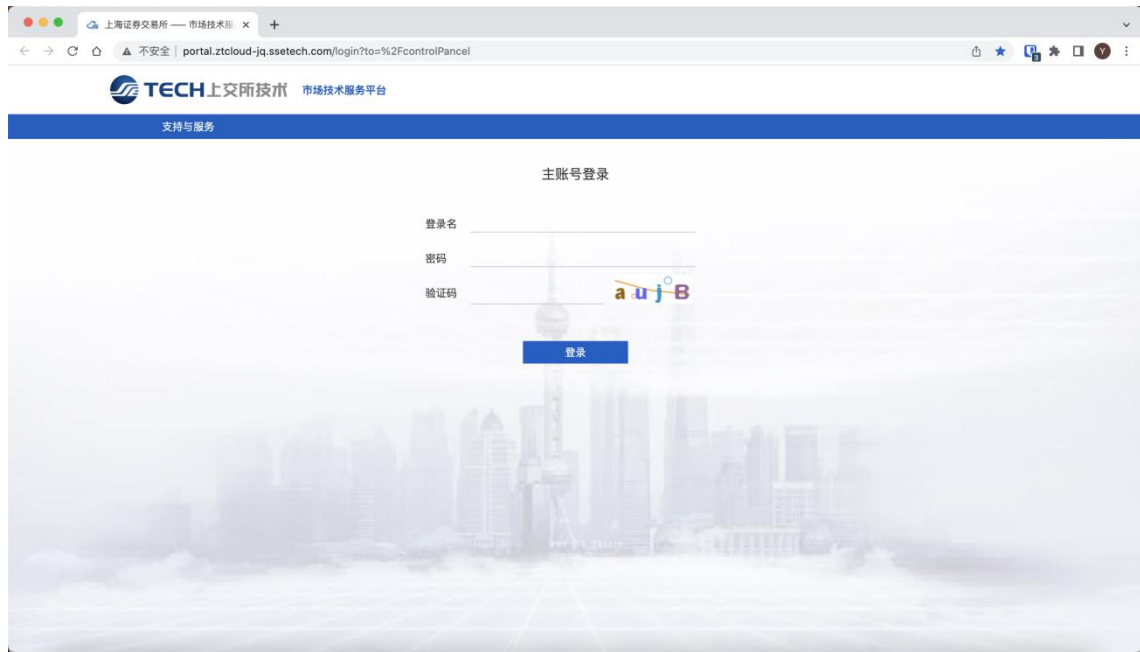 上海证券交易所 —— 市场技术服
不安全 | portal.ztcloud-jq.ssetech.com/login?to=%2FcontrolPancel
3
Y
TECH上交所技术 市场技术服务平台
支持与服务
主账号登录
登录名
密码
验证码 a u j B
登录